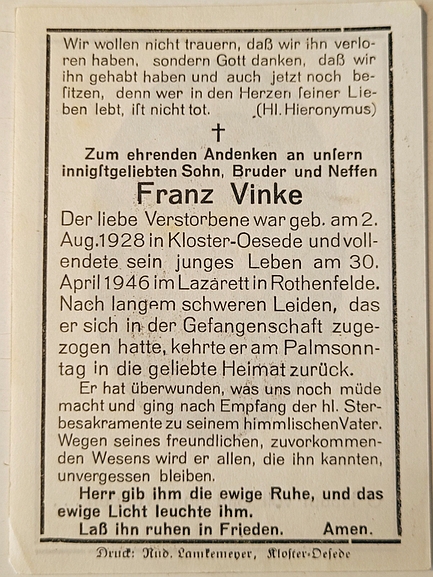 Wir wollen nicht trauern, daß wir ihn verlo-
ren haben, sondern Gott danken, daß wir
ihn gehabt haben und auch jetzt noch be-
sitzen, denn wer in den Herzen seiner Lie-
ben lebt, ist nicht tot. (Hl. Hieronymus)
†
Zum ehrenden Andenken an unsern
innigstgeliebten Sohn, Bruder und Neffen
Franz Vinke
Der liebe Verstorbene war geb. am 2.
Aug. 1928 in Kloster-Oesede und voll-
endete sein junges Leben am 30.
April 1946 im Lazarett in Rothenfelde.
Nach langem schweren Leiden, das
er sich in der Gefangenschaft zuge-
zogen hatte, kehrte er am Palmsonn-
tag in die geliebte Heimat zurück.
Er hat überwunden, was uns noch müde
macht und ging nach Empfang der hl. Ster-
besakramente zu seinem himmlischen Vater.
Wegen seines freundlichen, zuvorkommen-
den Wesens wird er allen, die ihn kannten,
unvergessen bleiben.
Herr gib ihm die ewige Ruhe, und das
ewige Licht leuchte ihm.
Laß ihn ruhen in Frieden. Amen.
Druck: Rud. Lamkemeyer, Kloster-Oesede